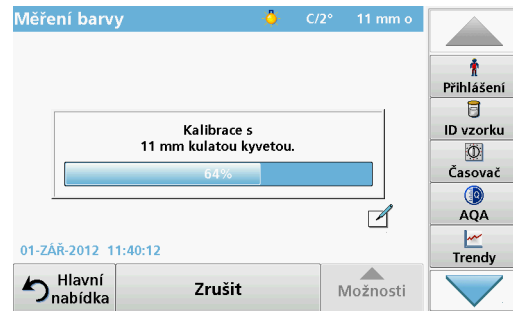 Měření barvy C/2° 11 mm o
Přihlášení
ID vzorku
Časovač
AQA
Trendy
Kalibrace s
11 mm kulatou kyvetou.
64%
01-ZÁŘ-2012 11:40:12
Hlavní
nabídka
Zrušit
Možnosti